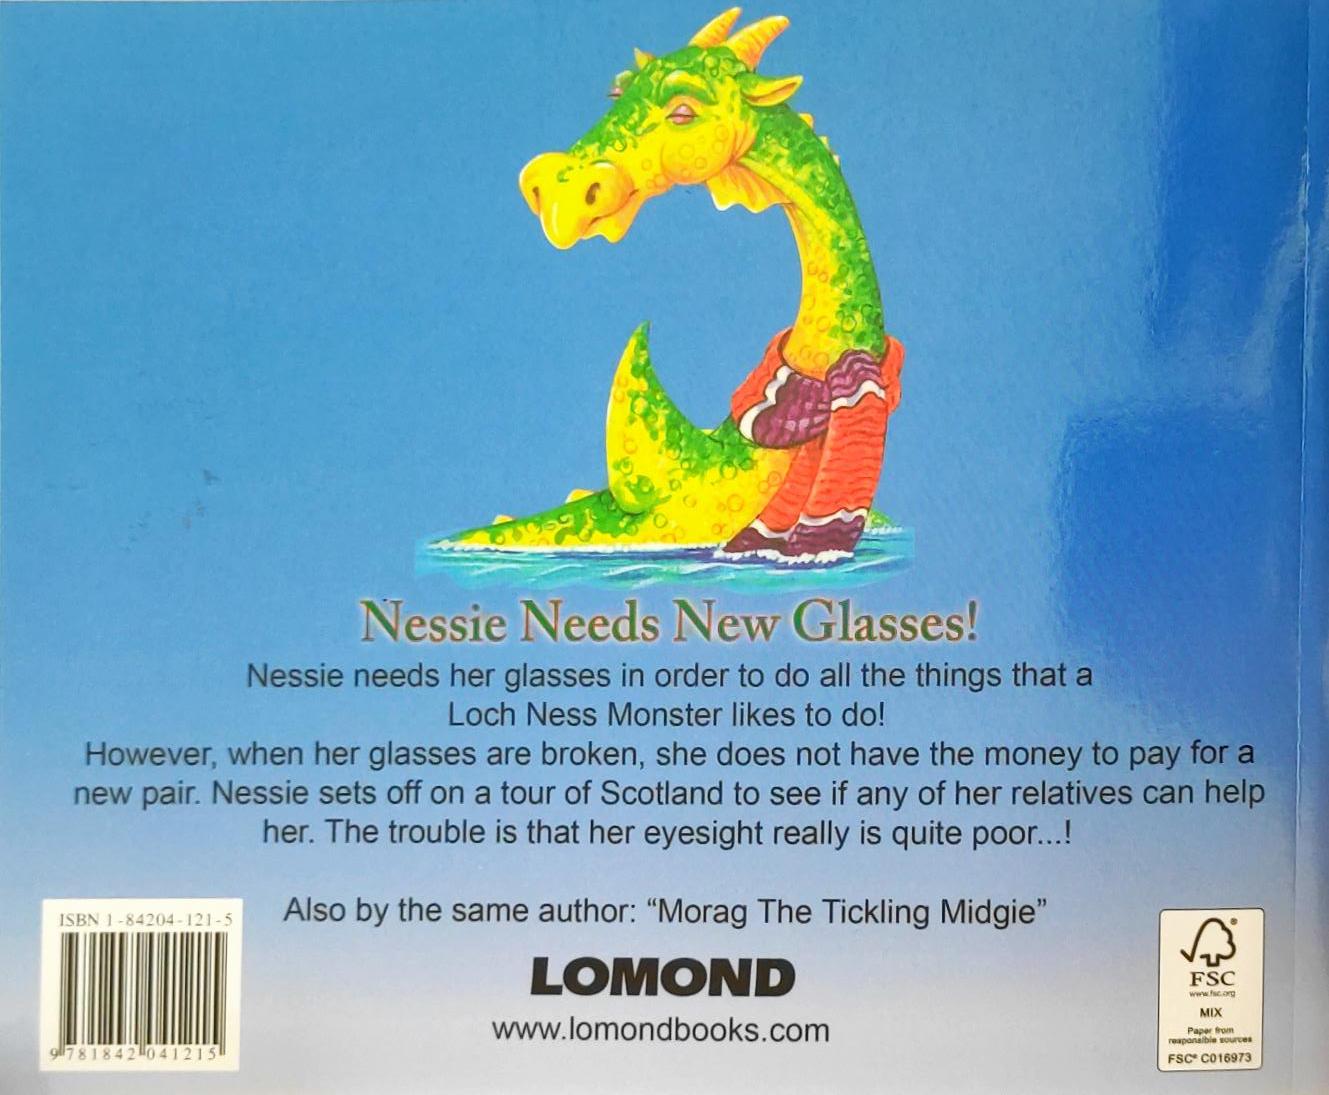 Nessie Needs New Glasses!
Nessie needs her glasses in order to do all the things that a
Loch Ness Monster likes to do!
However, when her glasses are broken, she does not have the money to pay for a
new pair. Nessie sets off on a tour of Scotland to see if any of her relatives can help
her. The trouble is that her eyesight really is quite poor...!
Also by the same author: “Morag The Tickling Midgie”
LOMOND
www.lomondbooks.com
ISBN 1-84204-121-5
9 781842 041215
®
FSC
www.fsc.org
MIX
Paper from
responsible sources
FSC® C016973